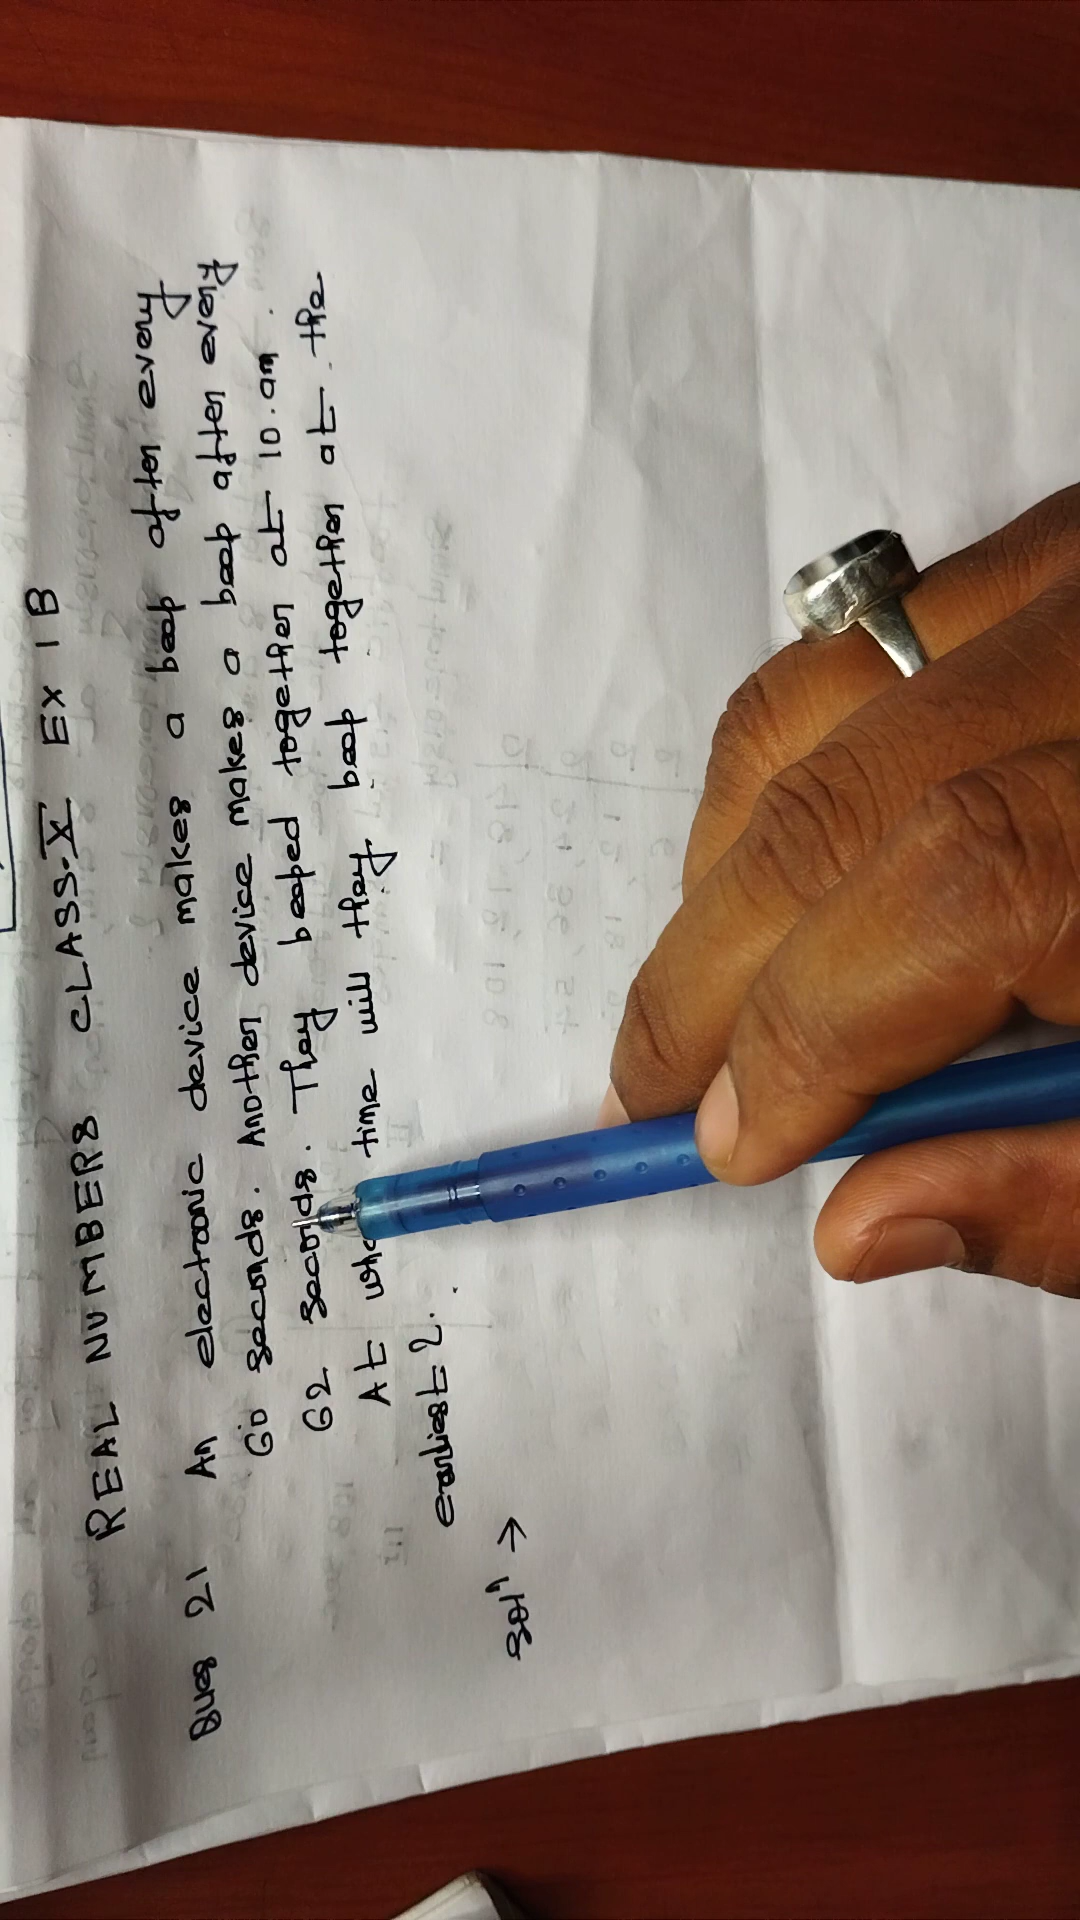 REAL NUMBERS CLASS-X EX 1B
Ques 21 An electronic device makes a beep after every
60 seconds. Another device makes a beep after every
62 seconds. They beeped together at 10.am.
At time will they beep together at the
earliest?
Solⁿ →